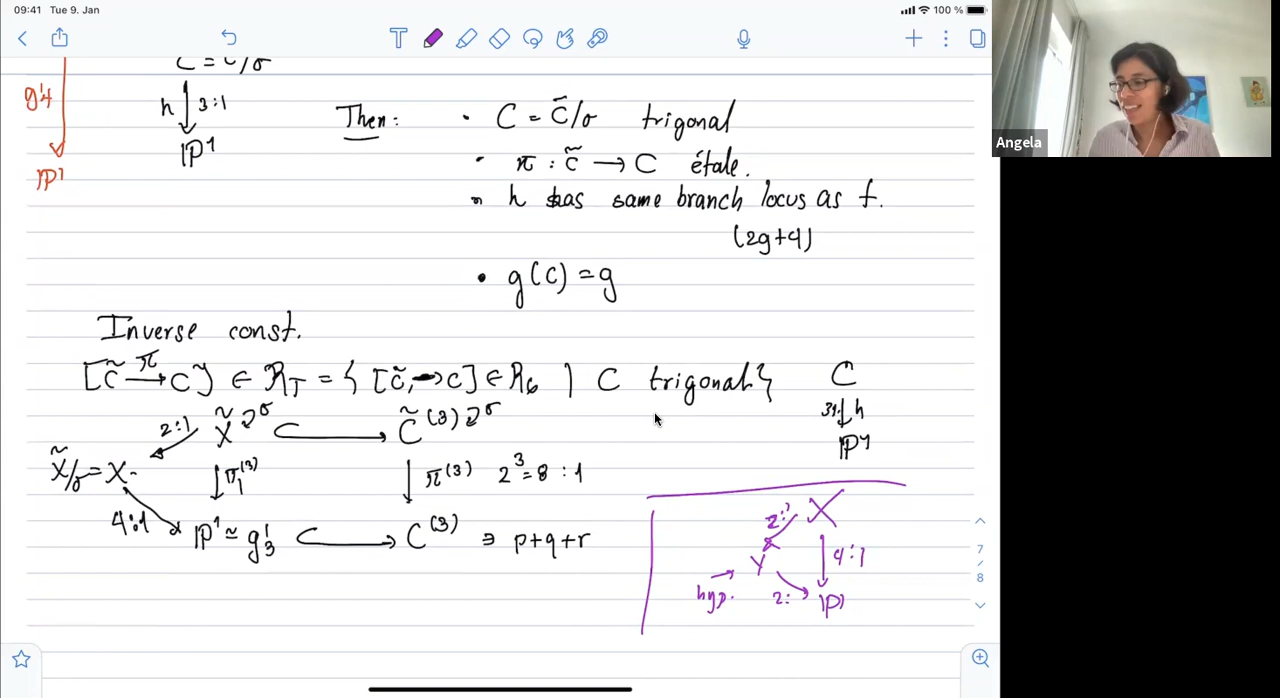 09:41 Tue 9. Jan
100 %
Angela
C = C̃/σ
g¹4
h 3:1
ℙ¹
ℙ¹
Then: • C = C̃/σ trigonal
• π : C̃ → C étale.
• h has same branch locus as f.
(2g+4)
• g(C) = g
Inverse const.
[C̃ →π C] ∈ R_T = { [C̃ → C] ∈ R_G | C trigonal}
C
3:1 ↓ h
ℙ¹
2:1 X̃ ↻σ ⊂→ C̃^(3) ↻σ
X̃/σ = X
↓ π₁^(3) ↓ π^(3) 2³=8 : 1
4:1 ℙ¹ ≃ g¹₃ ⊂→ C^(3) ∋ p+q+r
X
2:1
Y
4:1
hyp. →
2:
ℙ¹
7
/
8